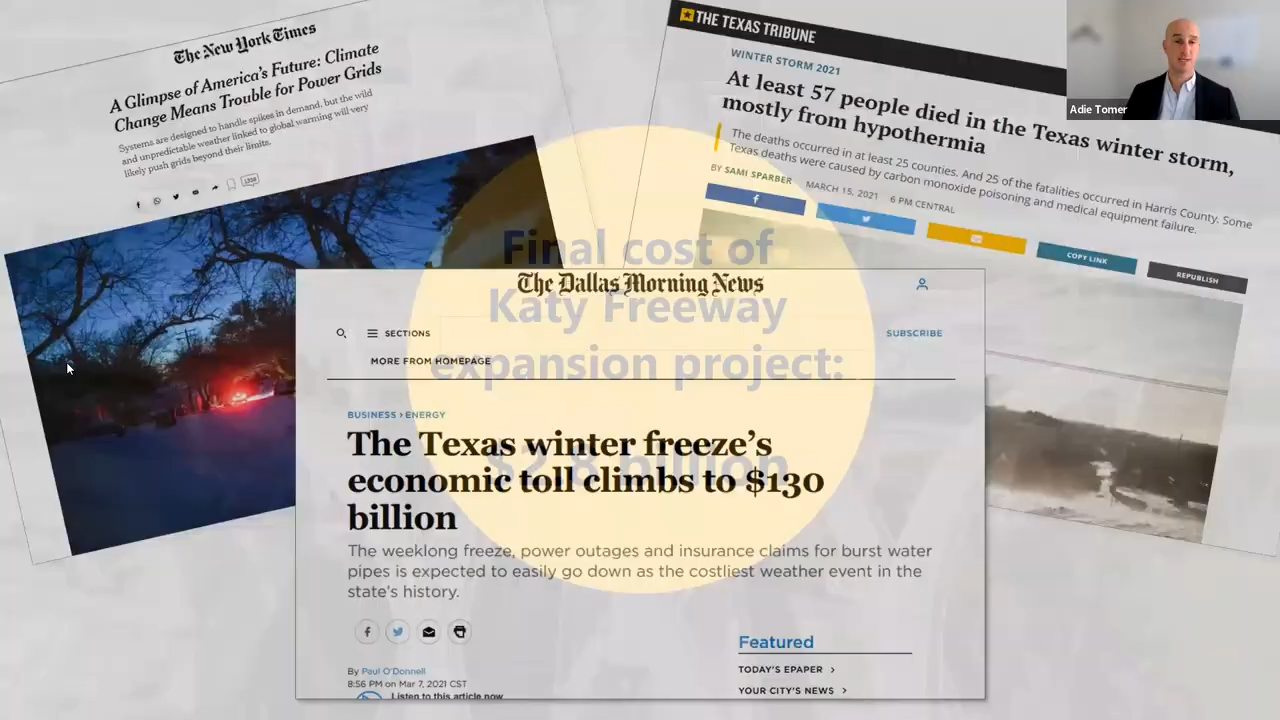 The New York Times
A Glimpse of America's Future: Climate
Change Means Trouble for Power Grids
Systems are designed to handle spikes in demand, but the wild
and unpredictable weather linked to global warming will very
likely push grids beyond their limits.
THE TEXAS TRIBUNE
WINTER STORM 2021
At least 57 people died in the Texas winter storm,
mostly from hypothermia
The deaths occurred in at least 25 counties. And 25 of the fatalities occurred in Harris County. Some
Texas deaths were caused by carbon monoxide poisoning and medical equipment failure.
BY SAMI SPARBER MARCH 15, 2021 6 PM CENTRAL
COPY LINK
REPUBLISH
Adie Tomer
Final cost of
Katy Freeway
expansion project:
$2.8 billion
The Dallas Morning News
SECTIONS
SUBSCRIBE
MORE FROM HOMEPAGE
BUSINESS > ENERGY
The Texas winter freeze's
economic toll climbs to $130
billion
The weeklong freeze, power outages and insurance claims for burst water
pipes is expected to easily go down as the costliest weather event in the
state's history.
By Paul O'Donnell
8:56 PM on Mar 7, 2021 CST
Listen to this article now
Featured
TODAY'S EPAPER >
YOUR CITY'S NEWS >